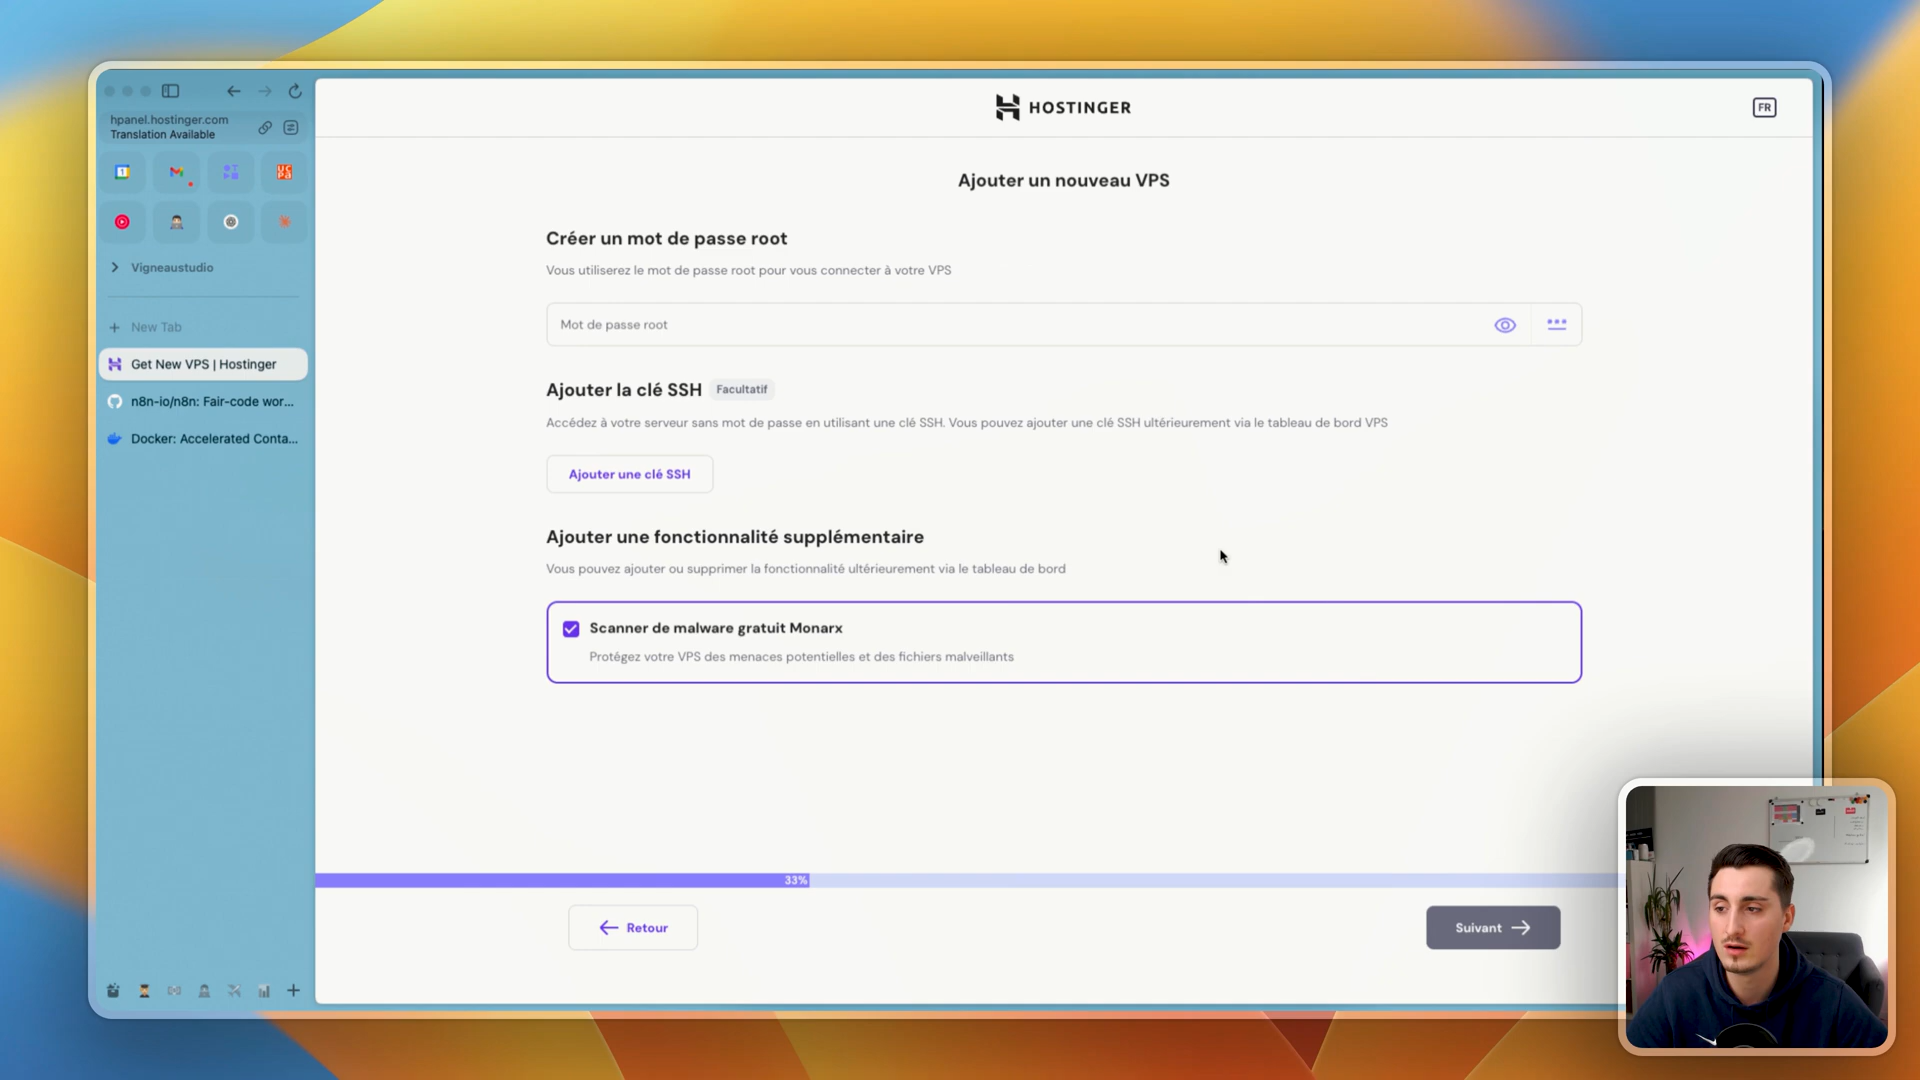 hpanel.hostinger.com
Translation Available
Vigneaustudio
New Tab
Get New VPS | Hostinger
n8n-io/n8n: Fair-code wor...
Docker: Accelerated Conta...
HOSTINGER
FR
Ajouter un nouveau VPS
Créer un mot de passe root
Vous utiliserez le mot de passe root pour vous connecter à votre VPS
Mot de passe root
Ajouter la clé SSH Facultatif
Accédez à votre serveur sans mot de passe en utilisant une clé SSH. Vous pouvez ajouter une clé SSH ultérieurement via le tableau de bord VPS
Ajouter une clé SSH
Ajouter une fonctionnalité supplémentaire
Vous pouvez ajouter ou supprimer la fonctionnalité ultérieurement via le tableau de bord
Scanner de malware gratuit Monarx
Protégez votre VPS des menaces potentielles et des fichiers malveillants
33%
Retour
Suivant